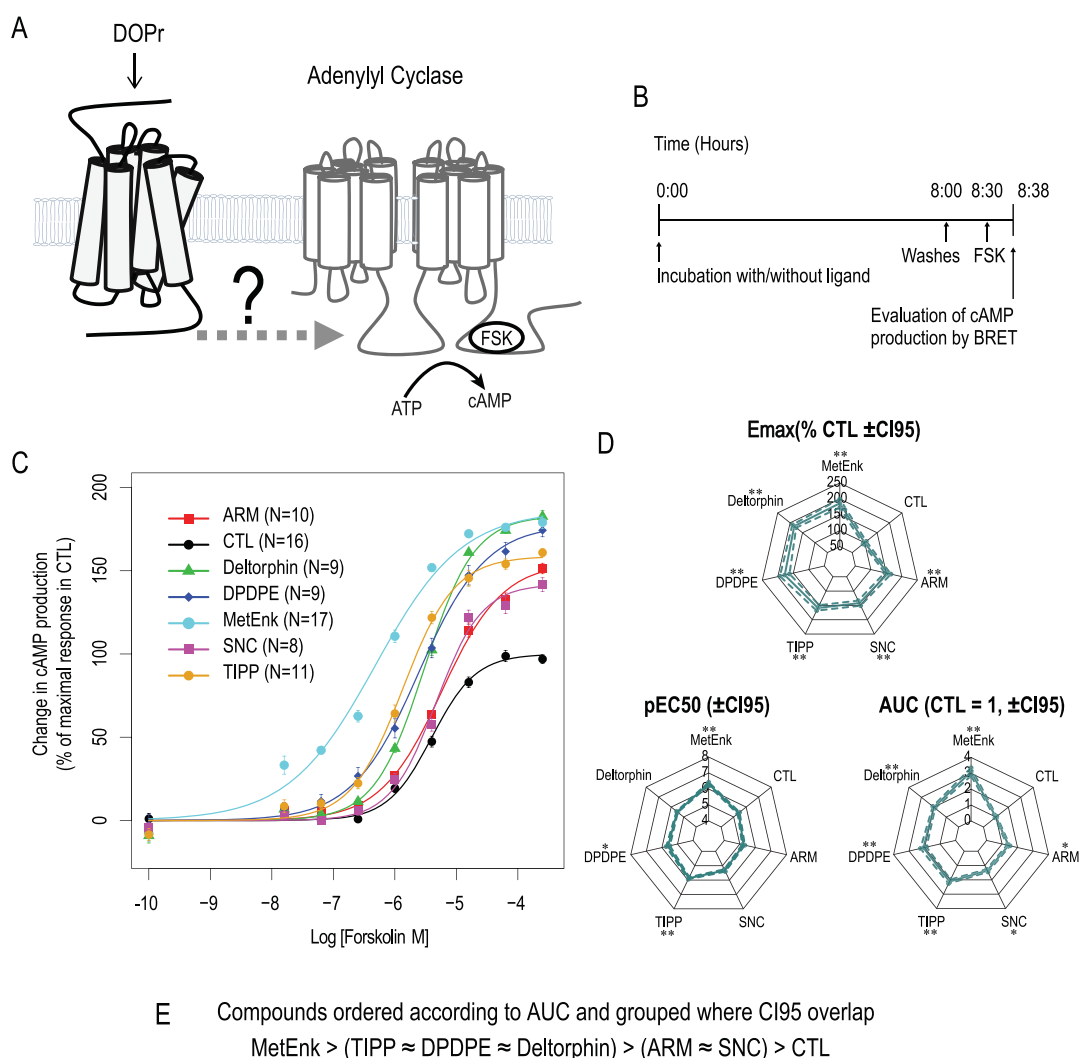 A
DOPr
Adenylyl Cyclase
?
FSK
ATP
cAMP
B
Time (Hours)
0:00
8:00
8:30
8:38
Incubation with/without ligand
Washes
FSK
Evaluation of cAMP
production by BRET
C
Change in cAMP production
(% of maximal response in CTL)
200
150
100
50
0
ARM (N=10)
CTL (N=16)
Deltorphin (N=9)
DPDPE (N=9)
MetEnk (N=17)
SNC (N=8)
TIPP (N=11)
-10
−9
−8
−7
−6
−5
−4
Log [Forskolin M]
D
Emax(% CTL ±CI95)
**
MetEnk
CTL
**
ARM
**
SNC
**
TIPP
**
DPDPE
**
Deltorphin
**
250
200
150
100
50
pEC50 (±CI95)
**
MetEnk
CTL
ARM
SNC
TIPP
**
DPDPE
*
Deltorphin
8
7
6
5
4
AUC (CTL = 1, ±CI95)
*
MetEnk
CTL
ARM
*
SNC
*
TIPP
**
DPDPE
**
Deltorphin
**
4
3
2
1
0
E
Compounds ordered according to AUC and grouped where CI95 overlap
MetEnk > (TIPP ≈ DPDPE ≈ Deltorphin) > (ARM ≈ SNC) > CTL